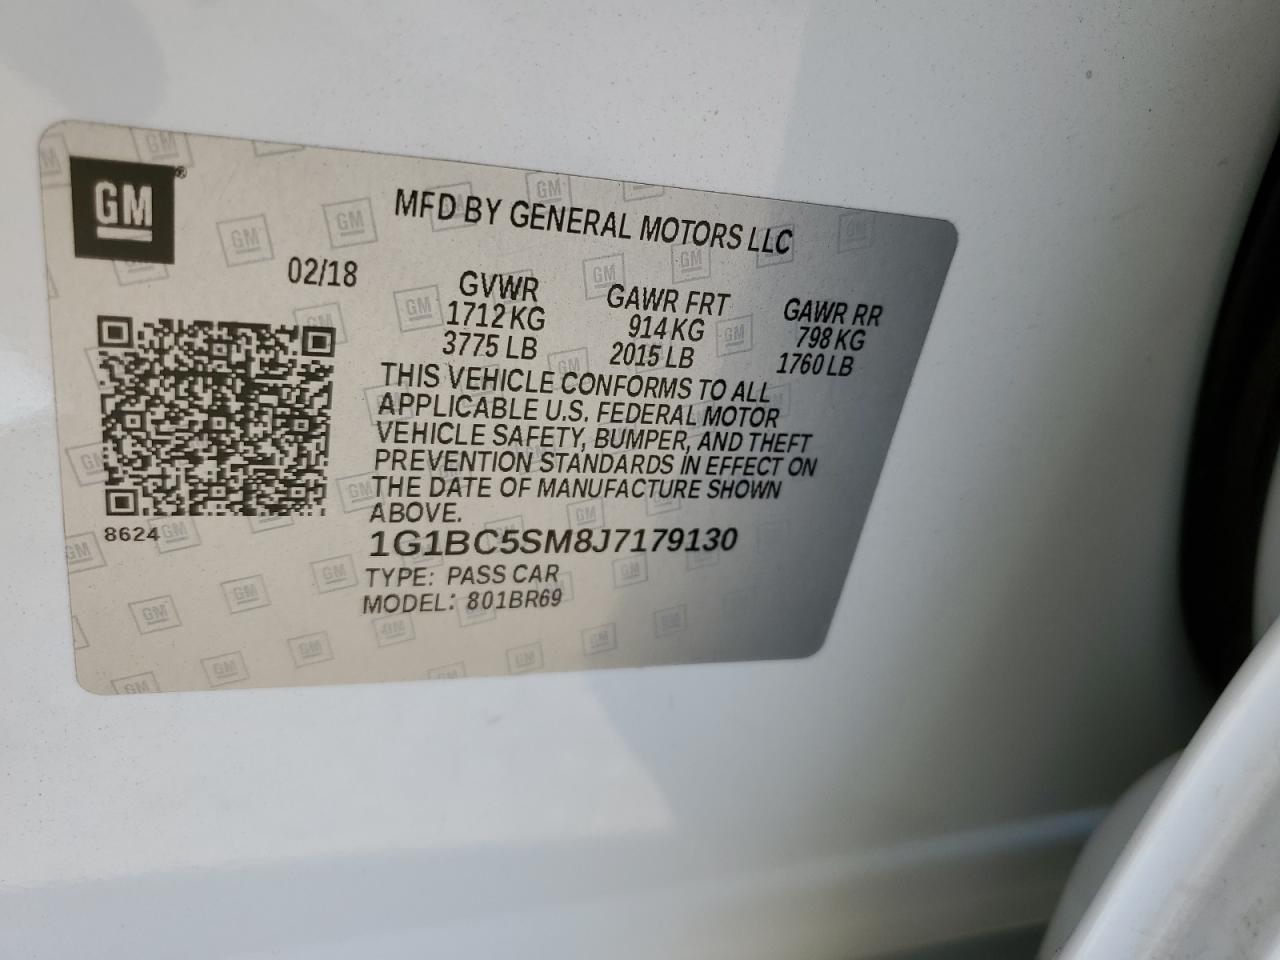 GM®
MFD BY GENERAL MOTORS LLC
02/18
GVWR GAWR FRT GAWR RR
1712 KG 914 KG 798 KG
3775 LB 2015 LB 1760 LB
THIS VEHICLE CONFORMS TO ALL
APPLICABLE U.S. FEDERAL MOTOR
VEHICLE SAFETY, BUMPER, AND THEFT
PREVENTION STANDARDS IN EFFECT ON
THE DATE OF MANUFACTURE SHOWN
ABOVE.
8624
1G1BC5SM8J7179130
TYPE: PASS CAR
MODEL: 801BR69